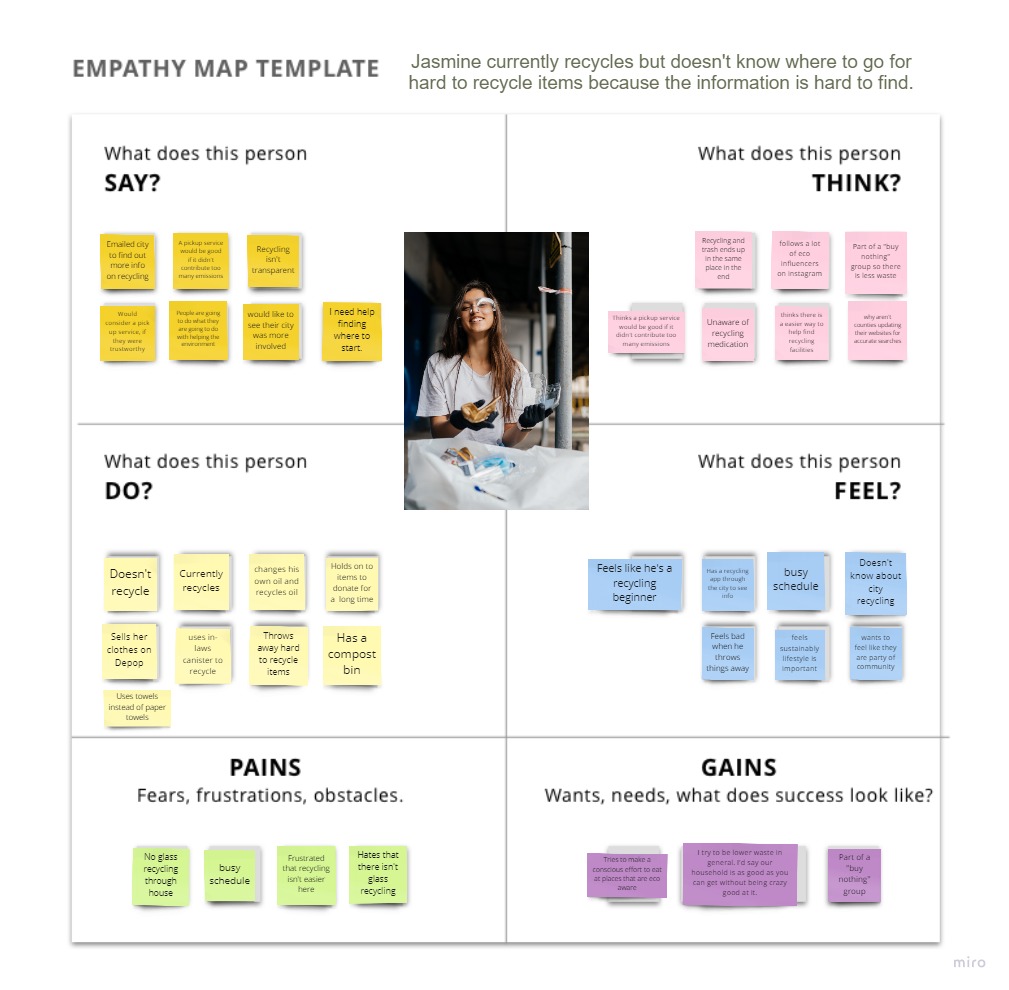 EMPATHY MAP TEMPLATE
Jasmine currently recycles but doesn't know where to go for
hard to recycle items because the information is hard to find.
What does this person
SAY?
Emailed city
to find out
more info
on recycling
A pickup service
would be good
if it didn't
contribute too
many emissions
Recycling
isn't
transparent
Would
consider a pick
up service, if
they were
trustworthy
People are going
to do what they
are going to do
with helping the
environment
would like to
see their city
was more
involved
I need help
finding
where to
start.
What does this person
THINK?
Recycling and
trash ends up
in the same
place in the
end
follows a lot
of eco
influencers
on instagram
Part of a "buy
nothing"
group so there
is less waste
Thinks a pickup service
would be good if it
didn't contribute too
many emissions
Unaware of
recycling
medication
thinks there is
a easier way to
help find
recycling
facilities
why aren't
counties updating
their websites for
accurate searches
What does this person
DO?
Doesn't
recycle
Currently
recycles
changes his
own oil and
recycles oil
Holds on to
items to
donate for
a long time
Sells her
clothes on
Depop
uses in-
laws
canister to
recycle
Throws
away hard
to recycle
items
Has a
compost
bin
Uses towels
instead of paper
towels
What does this person
FEEL?
Feels like he's a
recycling
beginner
Has a recycling
app through
the city to see
info
busy
schedule
Doesn't
know about
city
recycling
Feels bad
when he
throws
things away
feels
sustainably
lifestyle is
important
wants to
feel like they
are party of
community
PAINS
Fears, frustrations, obstacles.
No glass
recycling
through
house
busy
schedule
Frustrated
that recycling
isn't easier
here
Hates that
there isn't
glass
recycling
GAINS
Wants, needs, what does success look like?
Tries to make a
conscious effort to eat
at places that are eco
aware
I try to be lower waste in
general. I'd say our
household is as good as you
can get without being crazy
good at it.
Part of a
"buy
nothing"
group
miro